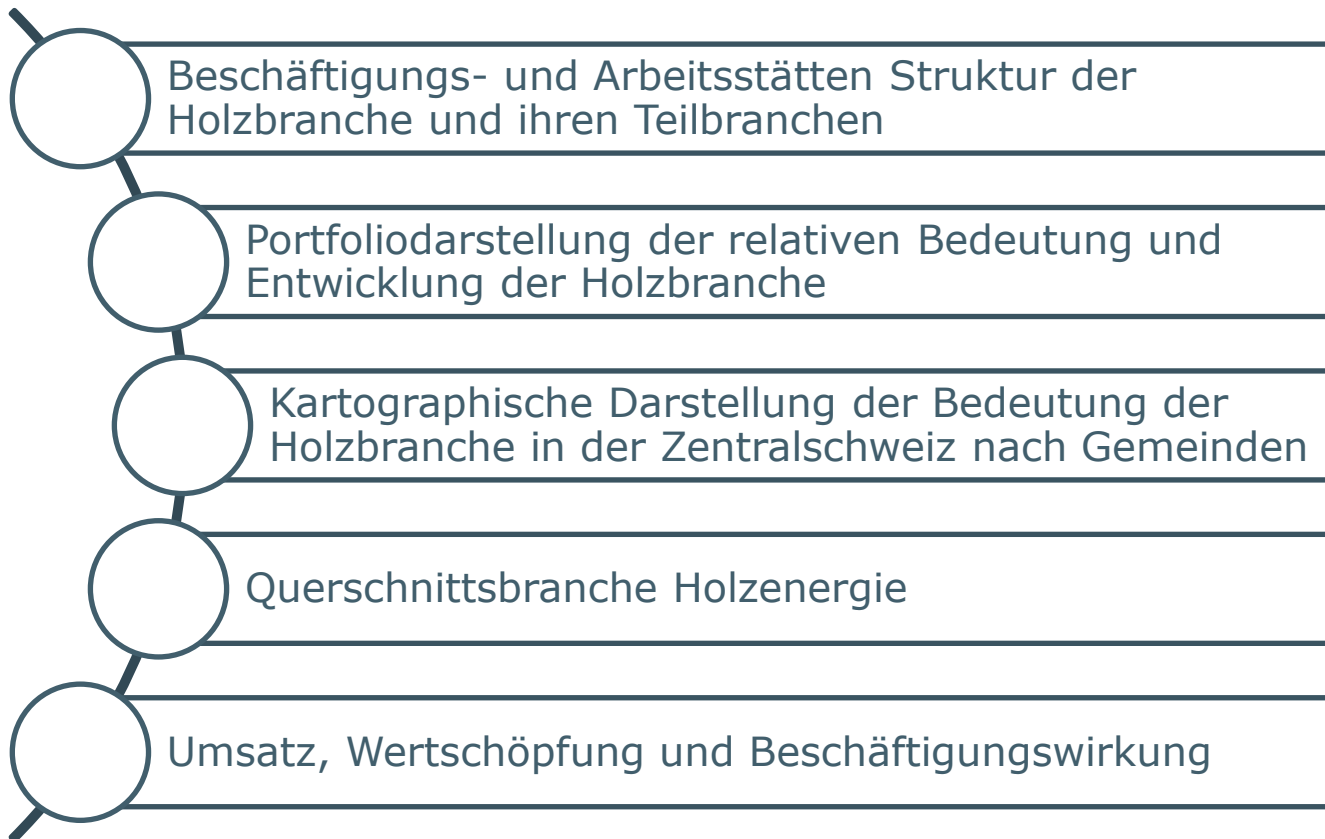 Beschäftigungs- und Arbeitsstätten Struktur der
Holzbranche und ihren Teilbranchen
Portfoliodarstellung der relativen Bedeutung und
Entwicklung der Holzbranche
Kartographische Darstellung der Bedeutung der
Holzbranche in der Zentralschweiz nach Gemeinden
Querschnittsbranche Holzenergie
Umsatz, Wertschöpfung und Beschäftigungswirkung